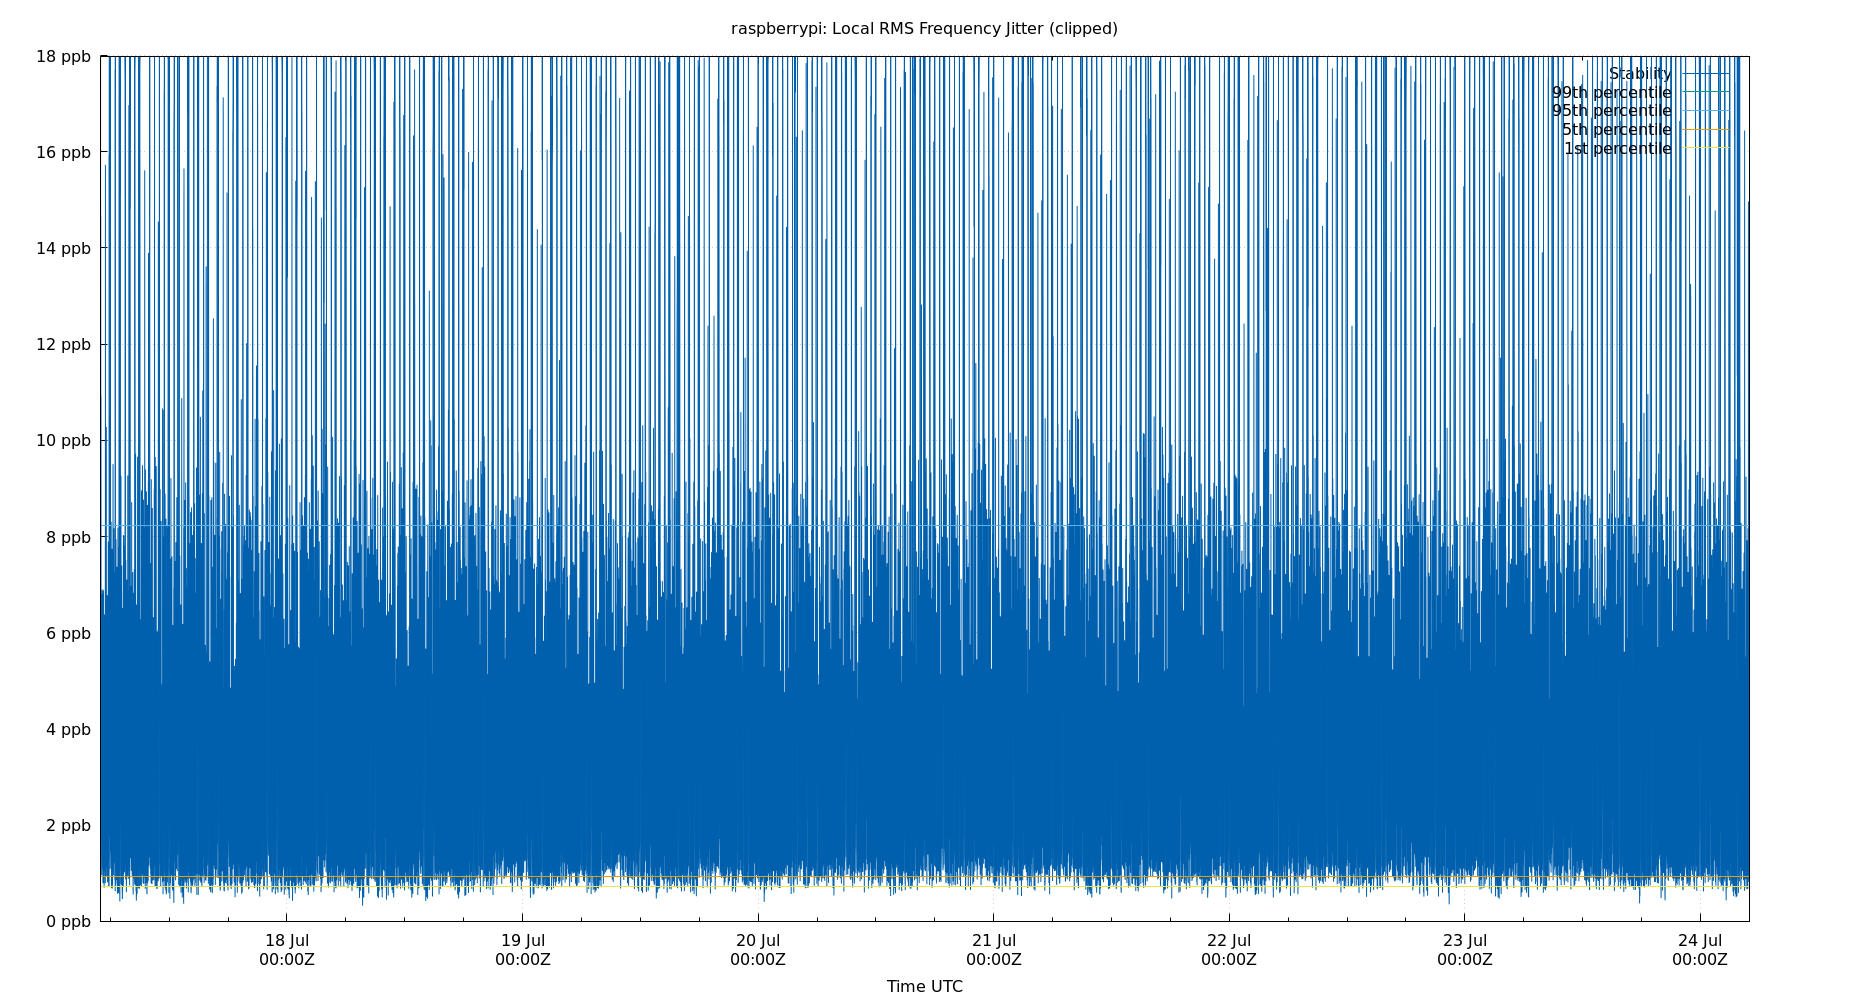 raspberrypi: Local RMS Frequency Jitter (clipped)
18 ppb
Stability
99th percentile
95th percentile
5th percentile
1st percentile
16 ppb
14 ppb
12 ppb
10 ppb
8 ppb
6 ppb
4 ppb
2 ppb
0 ppb
18 Jul 19 Jul 20 Jul 21 Jul 22 Jul 23 Jul 24 Jul
00:00Z 00:00Z 00:00Z 00:00Z 00:00Z 00:00Z 00:00Z
Time UTC